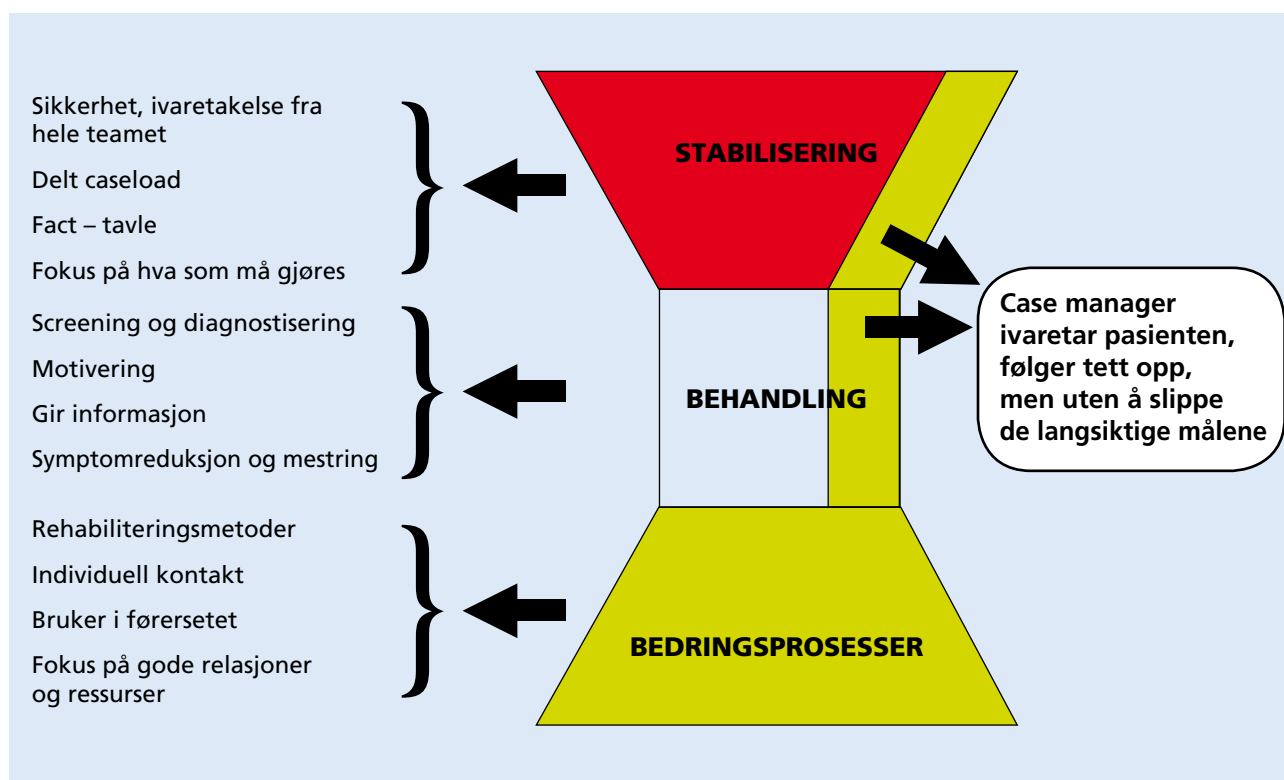 Sikkerhet, ivaretakelse fra
hele teamet
Delt caseload
Fact – tavle
Fokus på hva som må gjøres
STABILISERING
Screening og diagnostisering
Motivering
Gir informasjon
Symptomreduksjon og mestring
BEHANDLING
Case manager
ivaretar pasienten,
følger tett opp,
men uten å slippe
de langsiktige målene
Rehabiliteringsmetoder
Individuell kontakt
Bruker i førersetet
Fokus på gode relasjoner
og ressurser
BEDRINGSPROSESSER